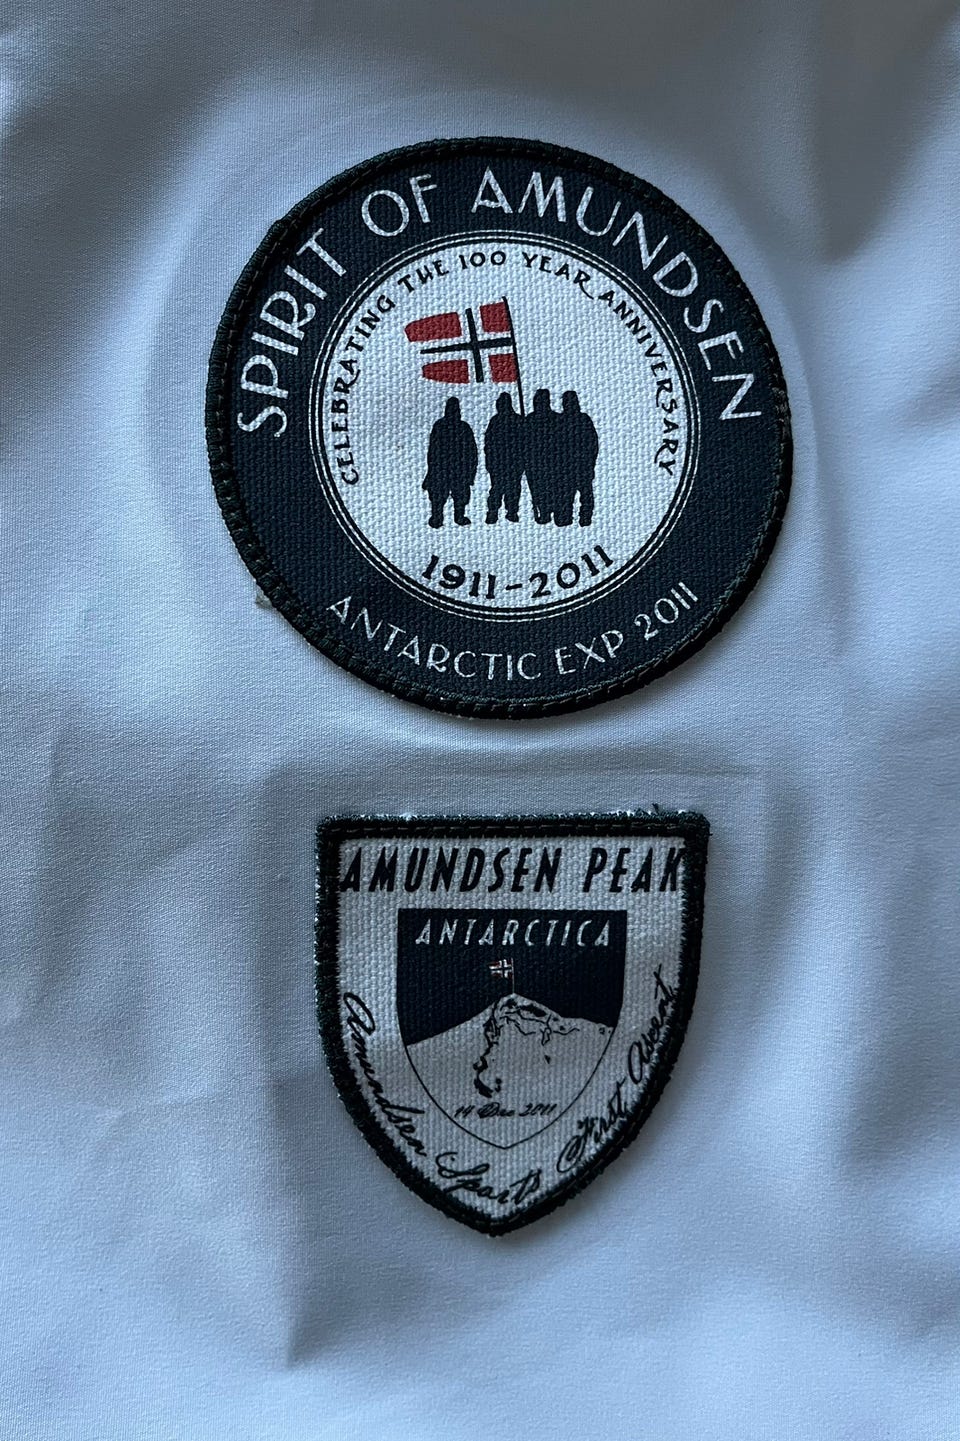 SPIRIT OF AMUNDSEN
CELEBRATING THE 100 YEAR ANNIVERSARY
1911-2011
ANTARCTIC EXP 2011
AMUNDSEN PEAK
ANTARCTICA
14 Dec 2011
Amundsen Sports First Ascent